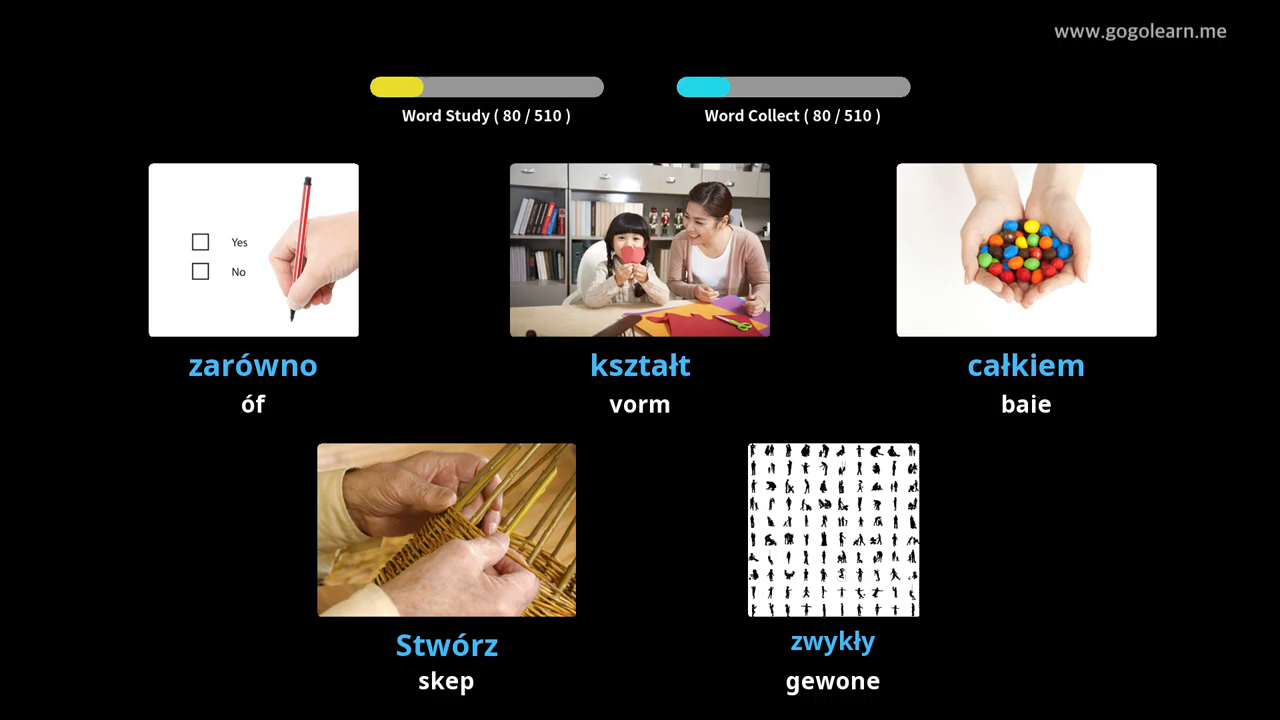 www.gogolearn.me
Word Study ( 80 / 510 )
Word Collect ( 80 / 510 )
Yes
No
zarówno
óf
kształt
vorm
całkiem
baie
Stwórz
skep
zwykły
gewone